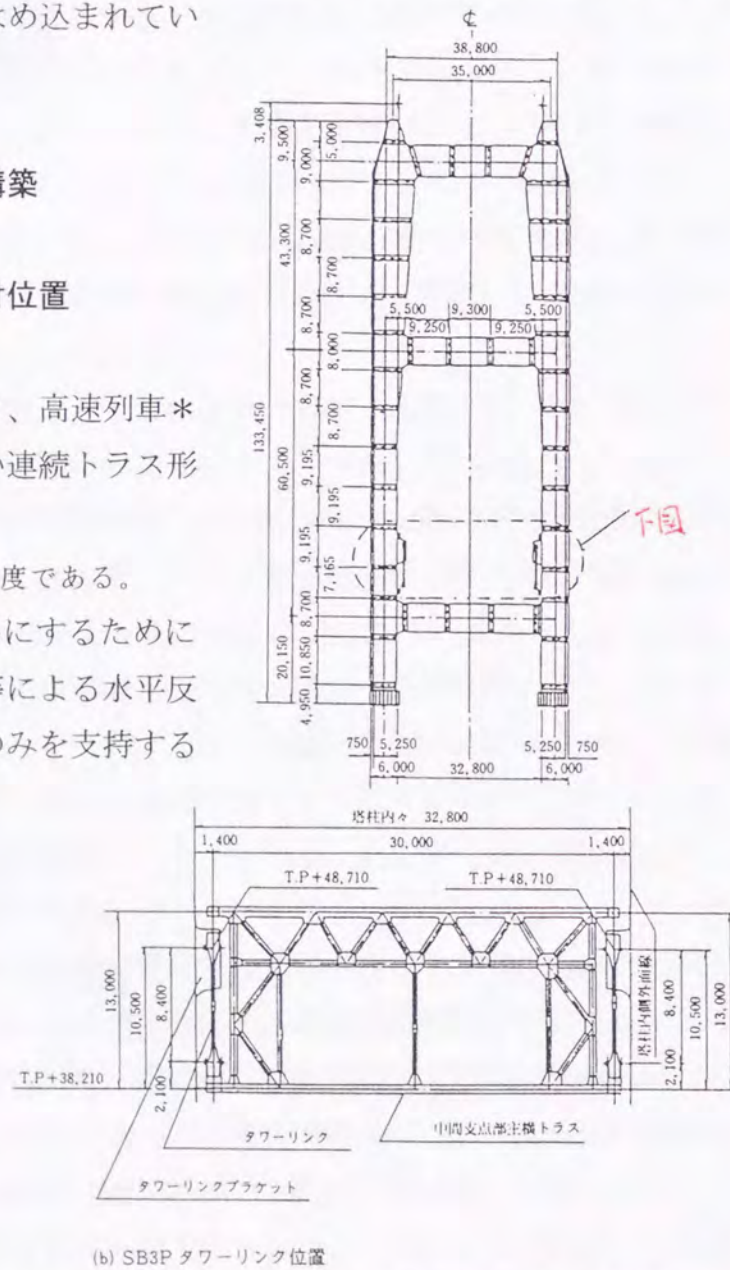 はめ込まれてい
構築
位置
、高速列車＊
連続トラス形
度である。
にするために
等による水平反
のみを支持する
℄
38,800
35,000
3,408
9,500
5,000
9,000
43,300
8,700
8,700
8,700
5,500
9,300
5,500
9,250
9,250
8,000
133,450
8,700
8,700
60,500
9,195
9,195
9,195
下図
7,165
8,700
20,150
10,850
4,950
750
5,250
5,250
750
6,000
32,800
6,000
塔柱内々 32,800
1,400
30,000
1,400
T.P+48,710
T.P+48,710
13,000
10,500
8,400
2,100
塔柱内側外面線
8,400
2,100
10,500
13,000
T.P+38,210
タワーリンク
中間支点部主横トラス
タワーリンクブラケット
(b) SB3P タワーリンク位置